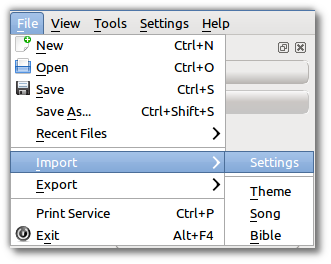 File View Tools Settings Help
New Ctrl+N
Open Ctrl+O
Save Ctrl+S
Save As... Ctrl+Shift+S
Recent Files
Import
Settings
Export
Theme
Print Service Ctrl+P
Song
Exit Alt+F4
Bible